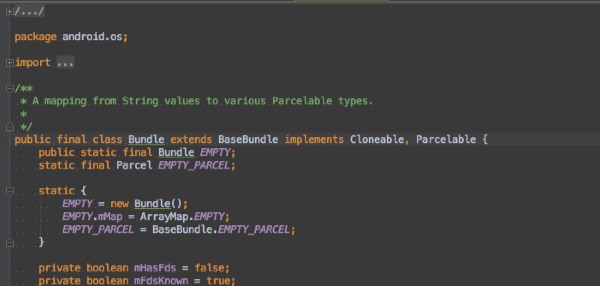 /.../
package android.os;
import ...
/**
* A mapping from String values to various Parcelable types.
*
*/
public final class Bundle extends BaseBundle implements Cloneable, Parcelable {
public static final Bundle EMPTY;
static final Parcel EMPTY_PARCEL;
static {
EMPTY = new Bundle();
EMPTY.mMap = ArrayMap.EMPTY;
EMPTY_PARCEL = BaseBundle.EMPTY_PARCEL;
}
private boolean mHasFds = false;
private boolean mFdsKnown = true;